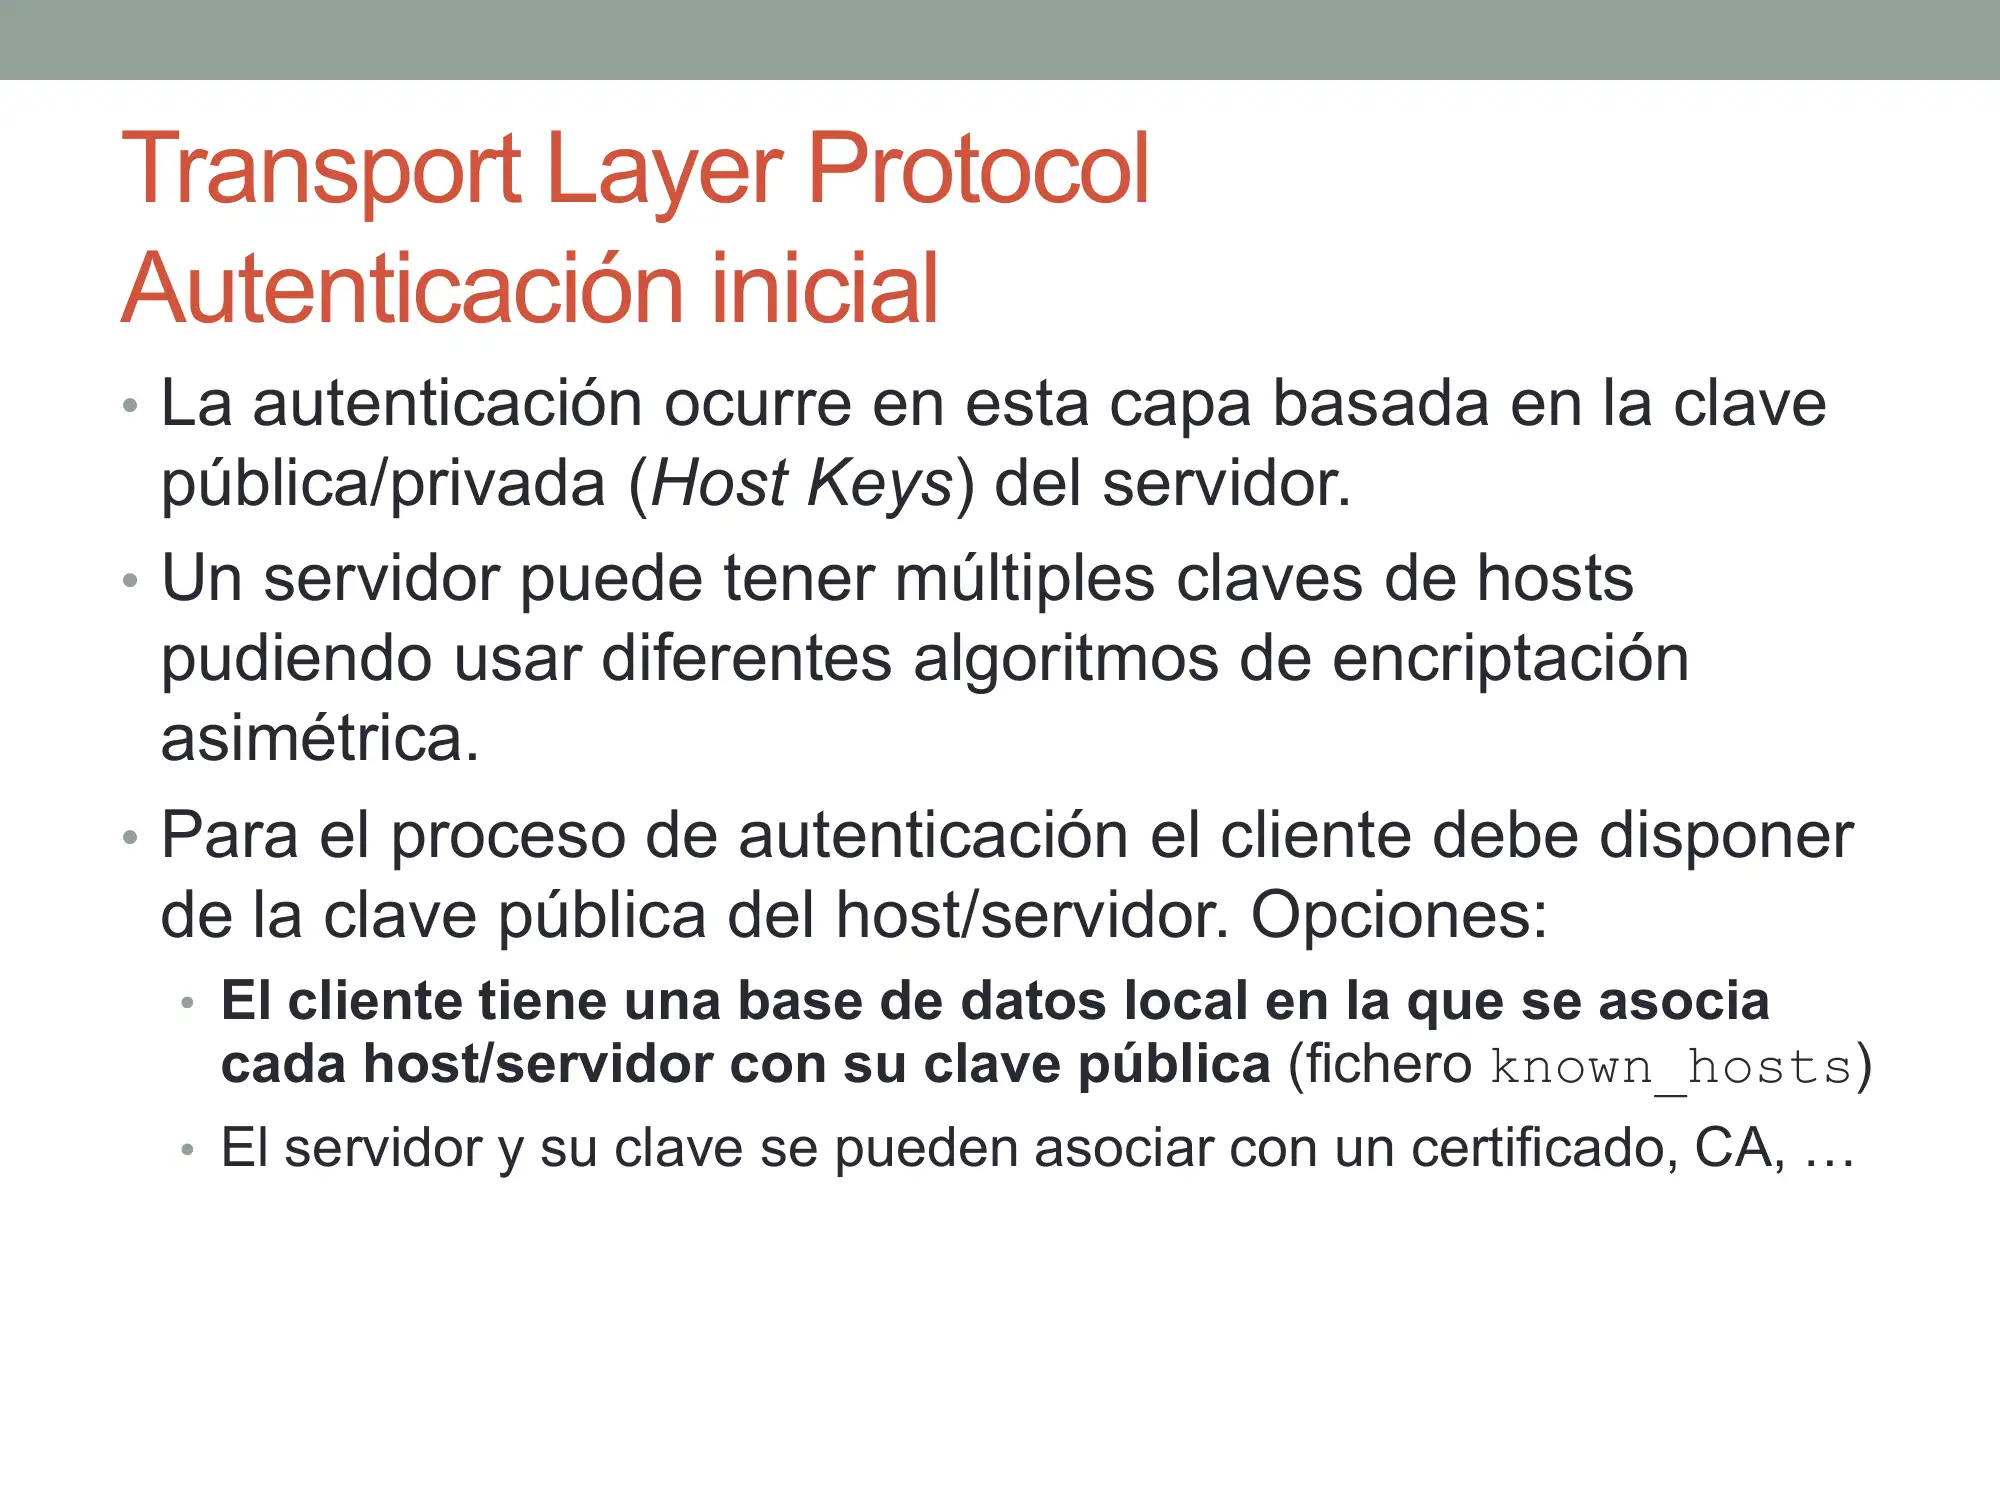 Transport Layer Protocol
Autenticación inicial
• La autenticación ocurre en esta capa basada en la clave
pública/privada (Host Keys) del servidor.
• Un servidor puede tener múltiples claves de hosts
pudiendo usar diferentes algoritmos de encriptación
asimétrica.
• Para el proceso de autenticación el cliente debe disponer
de la clave pública del host/servidor. Opciones:
• El cliente tiene una base de datos local en la que se asocia
cada host/servidor con su clave pública (fichero known_hosts)
• El servidor y su clave se pueden asociar con un certificado, CA, …